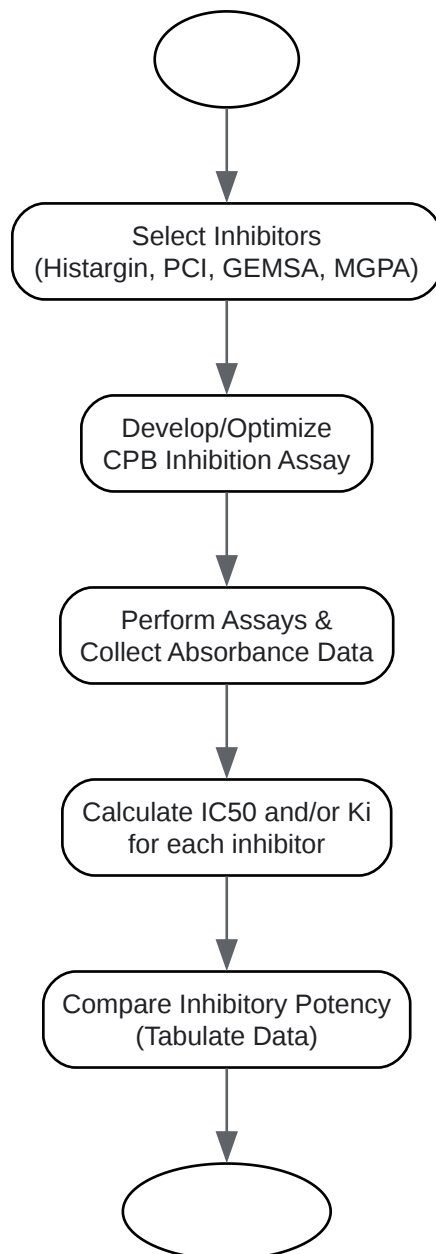 Select Inhibitors
(Histargin, PCI, GEMSA, MGPA)
Develop/Optimize
CPB Inhibition Assay
Perform Assays &
Collect Absorbance Data
Calculate IC50 and/or Ki
for each inhibitor
Compare Inhibitory Potency
(Tabulate Data)